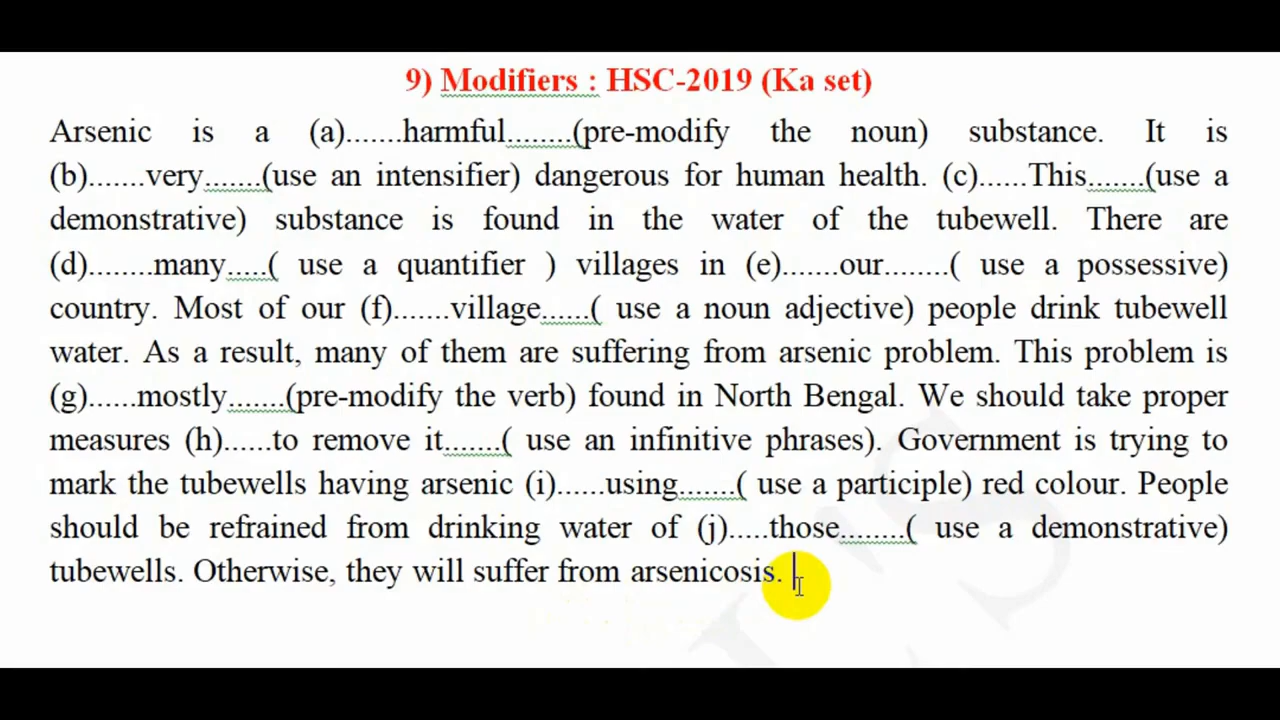 9) Modifiers : HSC-2019 (Ka set)
Arsenic is a (a).......harmful........(pre-modify the noun) substance. It is
(b).......very.......(use an intensifier) dangerous for human health. (c)......This.......(use a
demonstrative) substance is found in the water of the tubewell. There are
(d)........many.....( use a quantifier ) villages in (e).......our........( use a possessive)
country. Most of our (f).......village......( use a noun adjective) people drink tubewell
water. As a result, many of them are suffering from arsenic problem. This problem is
(g)......mostly.......(pre-modify the verb) found in North Bengal. We should take proper
measures (h)......to remove it.......( use an infinitive phrases). Government is trying to
mark the tubewells having arsenic (i)......using.......( use a participle) red colour. People
should be refrained from drinking water of (j).....those........( use a demonstrative)
tubewells. Otherwise, they will suffer from arsenicosis.